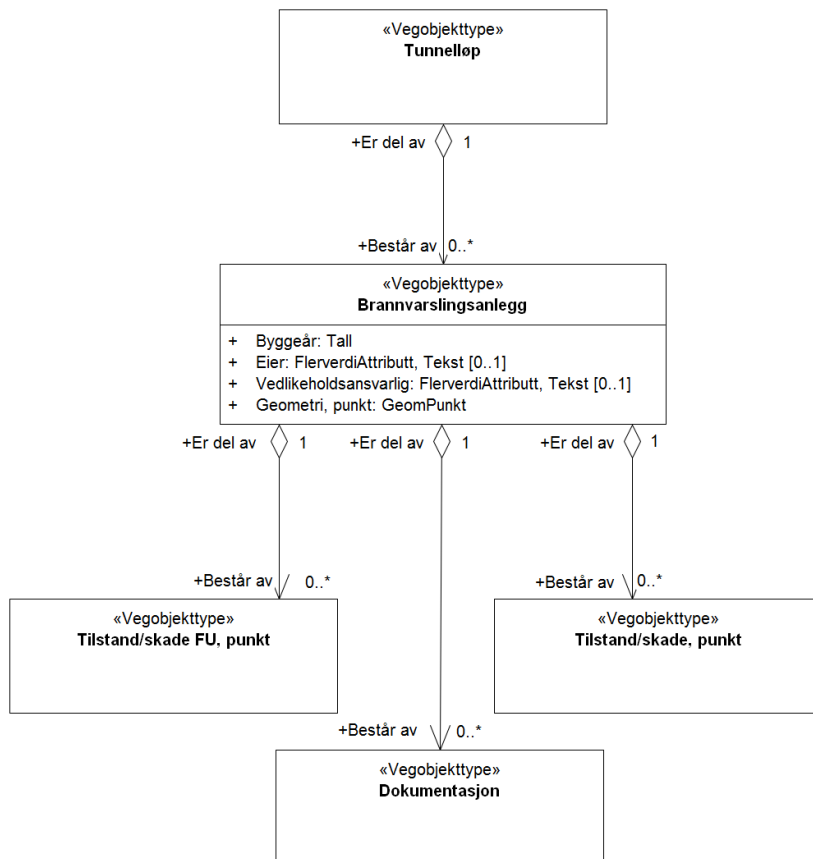 «Vegobjekttype»
Tunnelløp
+Er del av 1
+Består av 0..*
«Vegobjekttype»
Brannvarslingsanlegg
+ Byggeår: Tall
+ Eier: FlerverdiAttributt, Tekst [0..1]
+ Vedlikeholdsansvarlig: FlerverdiAttributt, Tekst [0..1]
+ Geometri, punkt: GeomPunkt
+Er del av 1 +Er del av 1 +Er del av 1
+Består av 0..* +Består av 0..*
«Vegobjekttype»
Tilstand/skade FU, punkt
«Vegobjekttype»
Tilstand/skade, punkt
+Består av 0..*
«Vegobjekttype»
Dokumentasjon